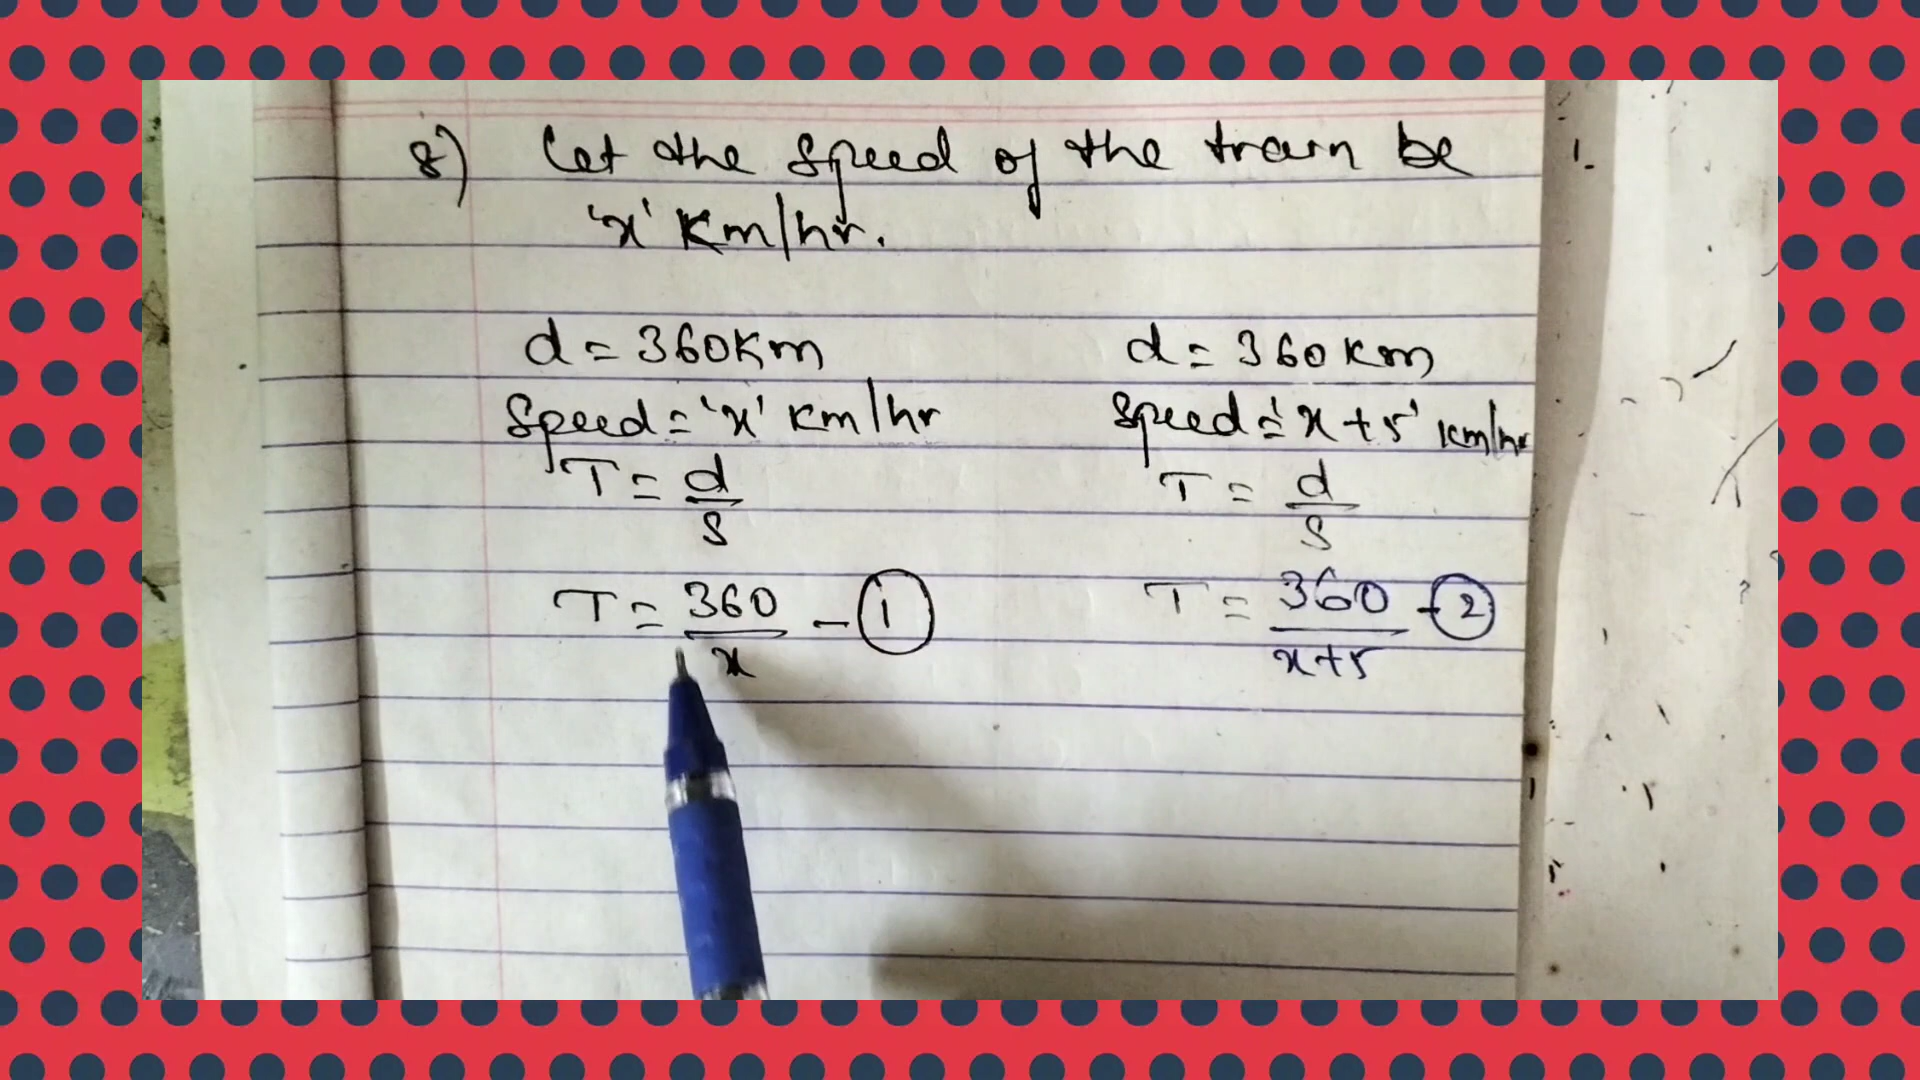 8) Let the speed of the train be
'x' Km/hr.
d = 360Km
Speed = 'x' km/hr
T = d/s
T = 360/x - ①
d = 360 km
Speed = 'x+5' km/hr
T = d/s
T = 360/x+5 - ②